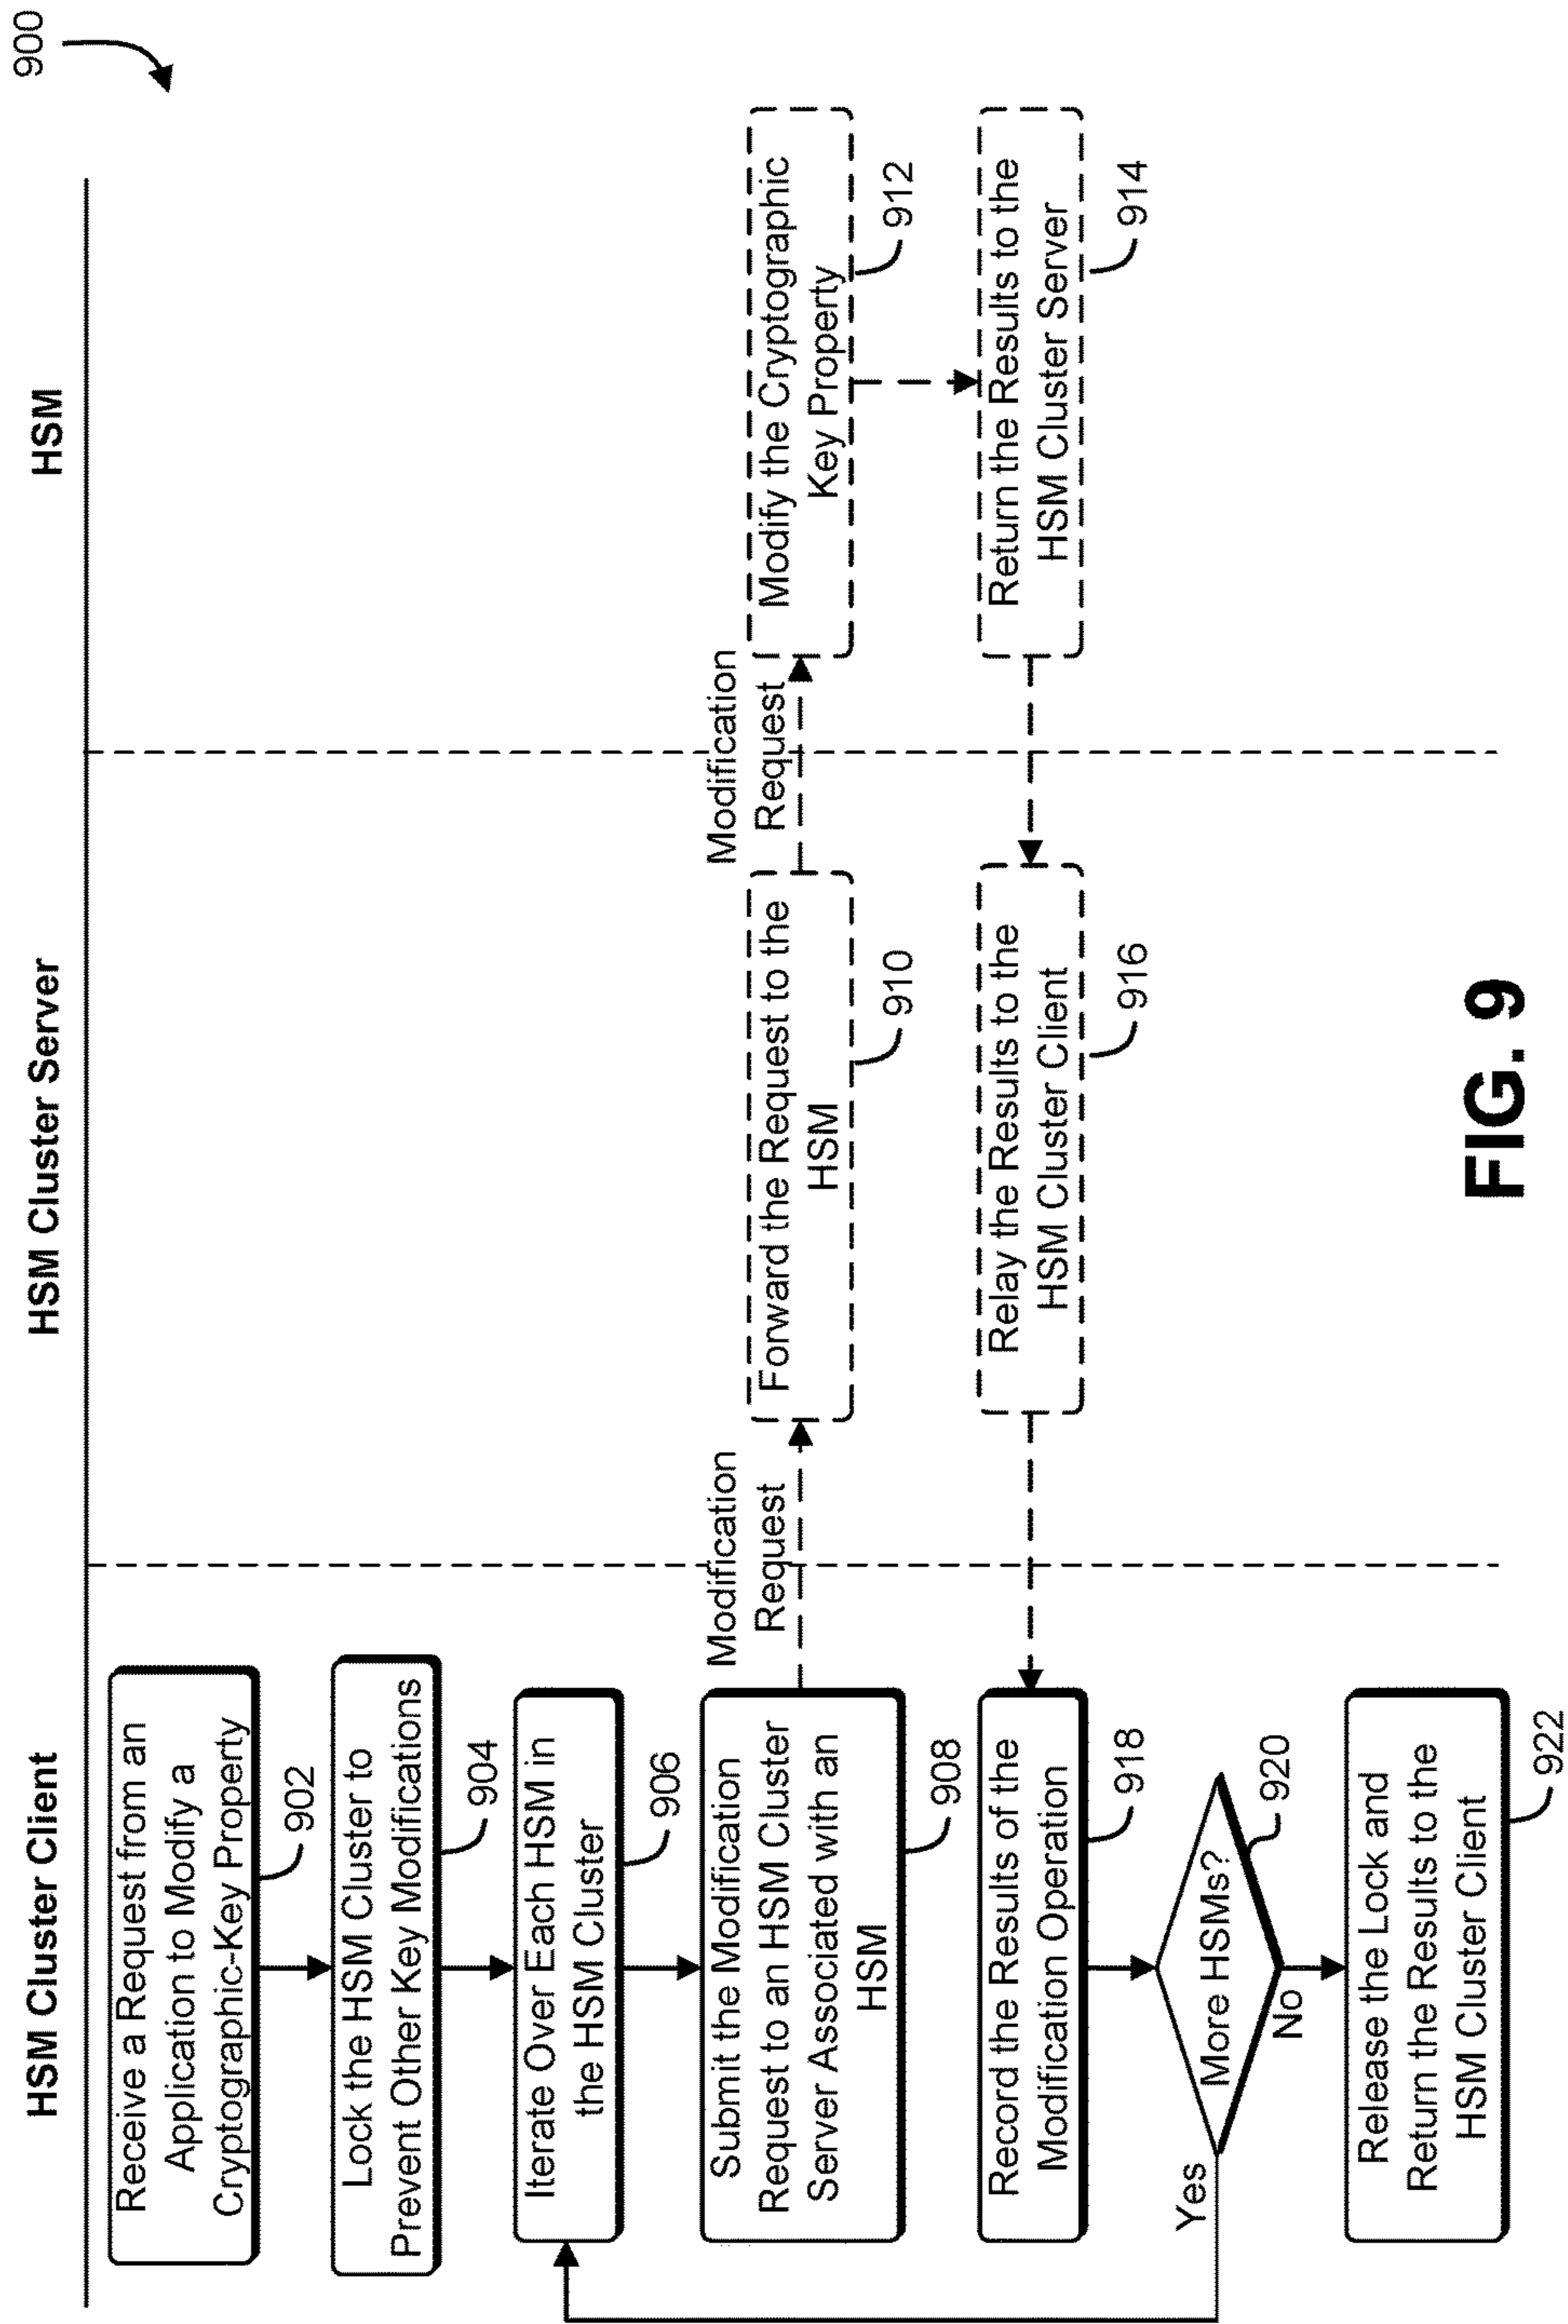 900
HSM Cluster Client
HSM Cluster Server
HSM
Receive a Request from an
Application to Modify a
Cryptographic-Key Property
902
Lock the HSM Cluster to
Prevent Other Key Modifications
904
Iterate Over Each HSM in
the HSM Cluster
906
Submit the Modification
Request to an HSM Cluster
Server Associated with an
HSM
908
Modification
Request
Forward the Request to the
HSM
910
Modification
Request
Modify the Cryptographic
Key Property
912
Return the Results to the
HSM Cluster Server
914
Relay the Results to the
HSM Cluster Client
916
Record the Results of the
Modification Operation
918
More HSMs?
920
Yes
No
Release the Lock and
Return the Results to the
HSM Cluster Client
922
FIG. 9